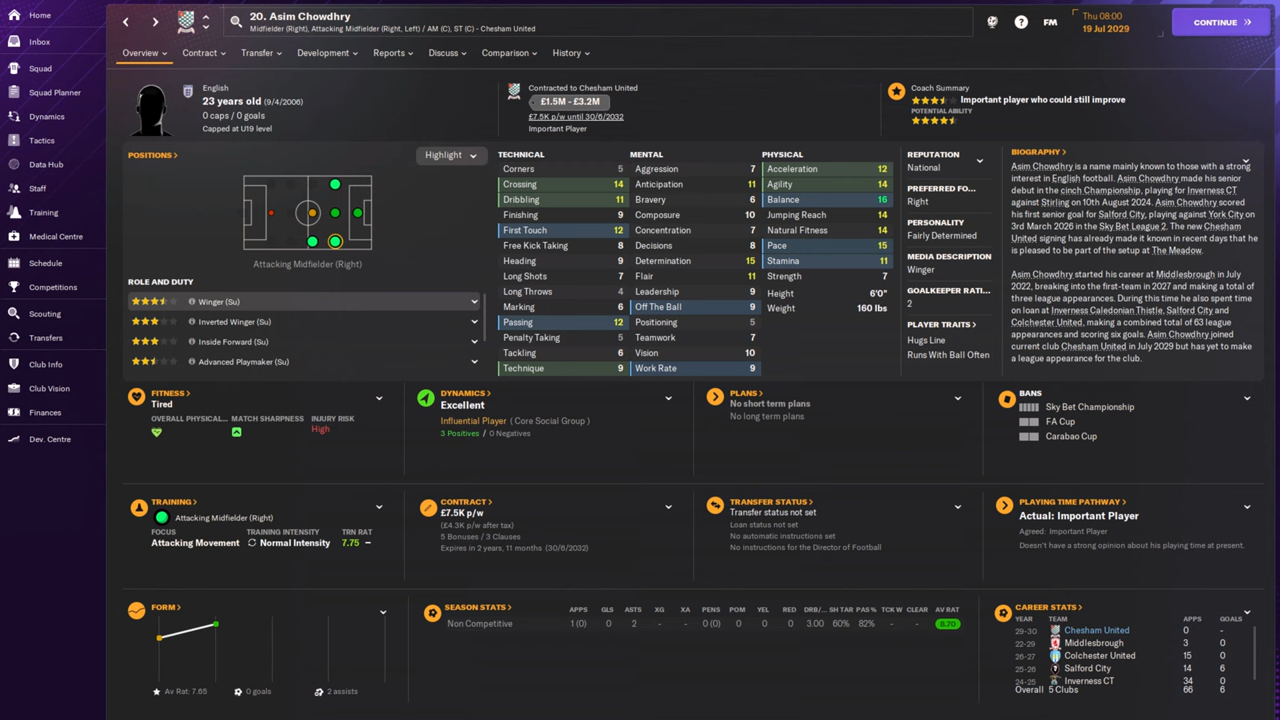 Home
Inbox
Squad
Squad Planner
Dynamics
Tactics
Data Hub
Staff
Training
Medical Centre
Schedule
Competitions
Scouting
Transfers
Club Info
Club Vision
Finances
Dev. Centre
20. Asim Chowdhry
Midfielder (Right), Attacking Midfielder (Right, Left) / AM (C), ST (C) - Chesham United
FM
Thu 08:00
19 Jul 2029
CONTINUE
Overview Contract Transfer Development Reports Discuss Comparison History
English
23 years old (9/4/2006)
0 caps / 0 goals
Capped at U19 level
Contracted to Chesham United
£1.5M - £3.2M
£7.5K p/w until 30/6/2032
Important Player
Coach Summary
Important player who could still improve
POTENTIAL ABILITY
POSITIONS
Highlight
Attacking Midfielder (Right)
ROLE AND DUTY
Winger (Su)
Inverted Winger (Su)
Inside Forward (Su)
Advanced Playmaker (Su)
TECHNICAL
Corners 5
Crossing 14
Dribbling 11
Finishing 9
First Touch 12
Free Kick Taking 8
Heading 9
Long Shots 7
Long Throws 4
Marking 6
Passing 12
Penalty Taking 5
Tackling 6
Technique 9
MENTAL
Aggression 7
Anticipation 11
Bravery 6
Composure 10
Concentration 7
Decisions 8
Determination 15
Flair 11
Leadership 9
Off The Ball 9
Positioning 5
Teamwork 7
Vision 10
Work Rate 9
PHYSICAL
Acceleration 12
Agility 14
Balance 16
Jumping Reach 14
Natural Fitness 14
Pace 15
Stamina 11
Strength 7
Height 6'0"
Weight 160 lbs
REPUTATION
National
PREFERRED FO...
Right
PERSONALITY
Fairly Determined
MEDIA DESCRIPTION
Winger
GOALKEEPER RATI...
2
PLAYER TRAITS
Hugs Line
Runs With Ball Often
BIOGRAPHY
Asim Chowdhry is a name mainly known to those with a strong
interest in English football. Asim Chowdhry made his senior
debut in the cinch Championship, playing for Inverness CT
against Stirling on 10th August 2024. Asim Chowdhry scored
his first senior goal for Salford City, playing against York City on
3rd March 2026 in the Sky Bet League 2. The new Chesham
United signing has already made it known in recent days that he
is pleased to be part of the setup at The Meadow.
Asim Chowdhry started his career at Middlesbrough in July
2022, breaking into the first-team in 2027 and making a total of
three league appearances. During this time he also spent time
on loan at Inverness Caledonian Thistle, Salford City and
Colchester United, making a combined total of 63 league
appearances and scoring six goals. Asim Chowdhry joined
current club Chesham United in July 2029 but has yet to make
a league appearance for the club.
FITNESS
Tired
OVERALL PHYSICAL... MATCH SHARPNESS INJURY RISK
High
DYNAMICS
Excellent
Influential Player ( Core Social Group )
3 Positives / 0 Negatives
PLANS
No short term plans
No long term plans
BANS
Sky Bet Championship
FA Cup
Carabao Cup
TRAINING
Attacking Midfielder (Right)
FOCUS TRAINING INTENSITY TRN RAT
Attacking Movement Normal Intensity 7.75 –
CONTRACT
£7.5K p/w
(£4.3K p/w after tax)
5 Bonuses / 3 Clauses
Expires in 2 years, 11 months (30/6/2032)
TRANSFER STATUS
Transfer status not set
Loan status not set
No automatic instructions set
No instructions for the Director of Football
PLAYING TIME PATHWAY
Actual: Important Player
Agreed: Important Player
Doesn't have a strong opinion about his playing time at present.
FORM
Av Rat: 7.65 0 goals 2 assists
SEASON STATS APPS GLS ASTS XG XA PENS POM YEL RED DRB/... SH TAR PAS % TCK W CLEAR AV RAT
Non Competitive 1 (0) 0 2 - - 0 (0) 0 0 0 3.00 60% 82% - - 8.70
CAREER STATS
YEAR TEAM APPS GOALS
29-30 Chesham United 0 -
22-29 Middlesbrough 3 0
26-27 Colchester United 15 0
25-26 Salford City 14 6
24-25 Inverness CT 34 0
Overall 5 Clubs 66 6